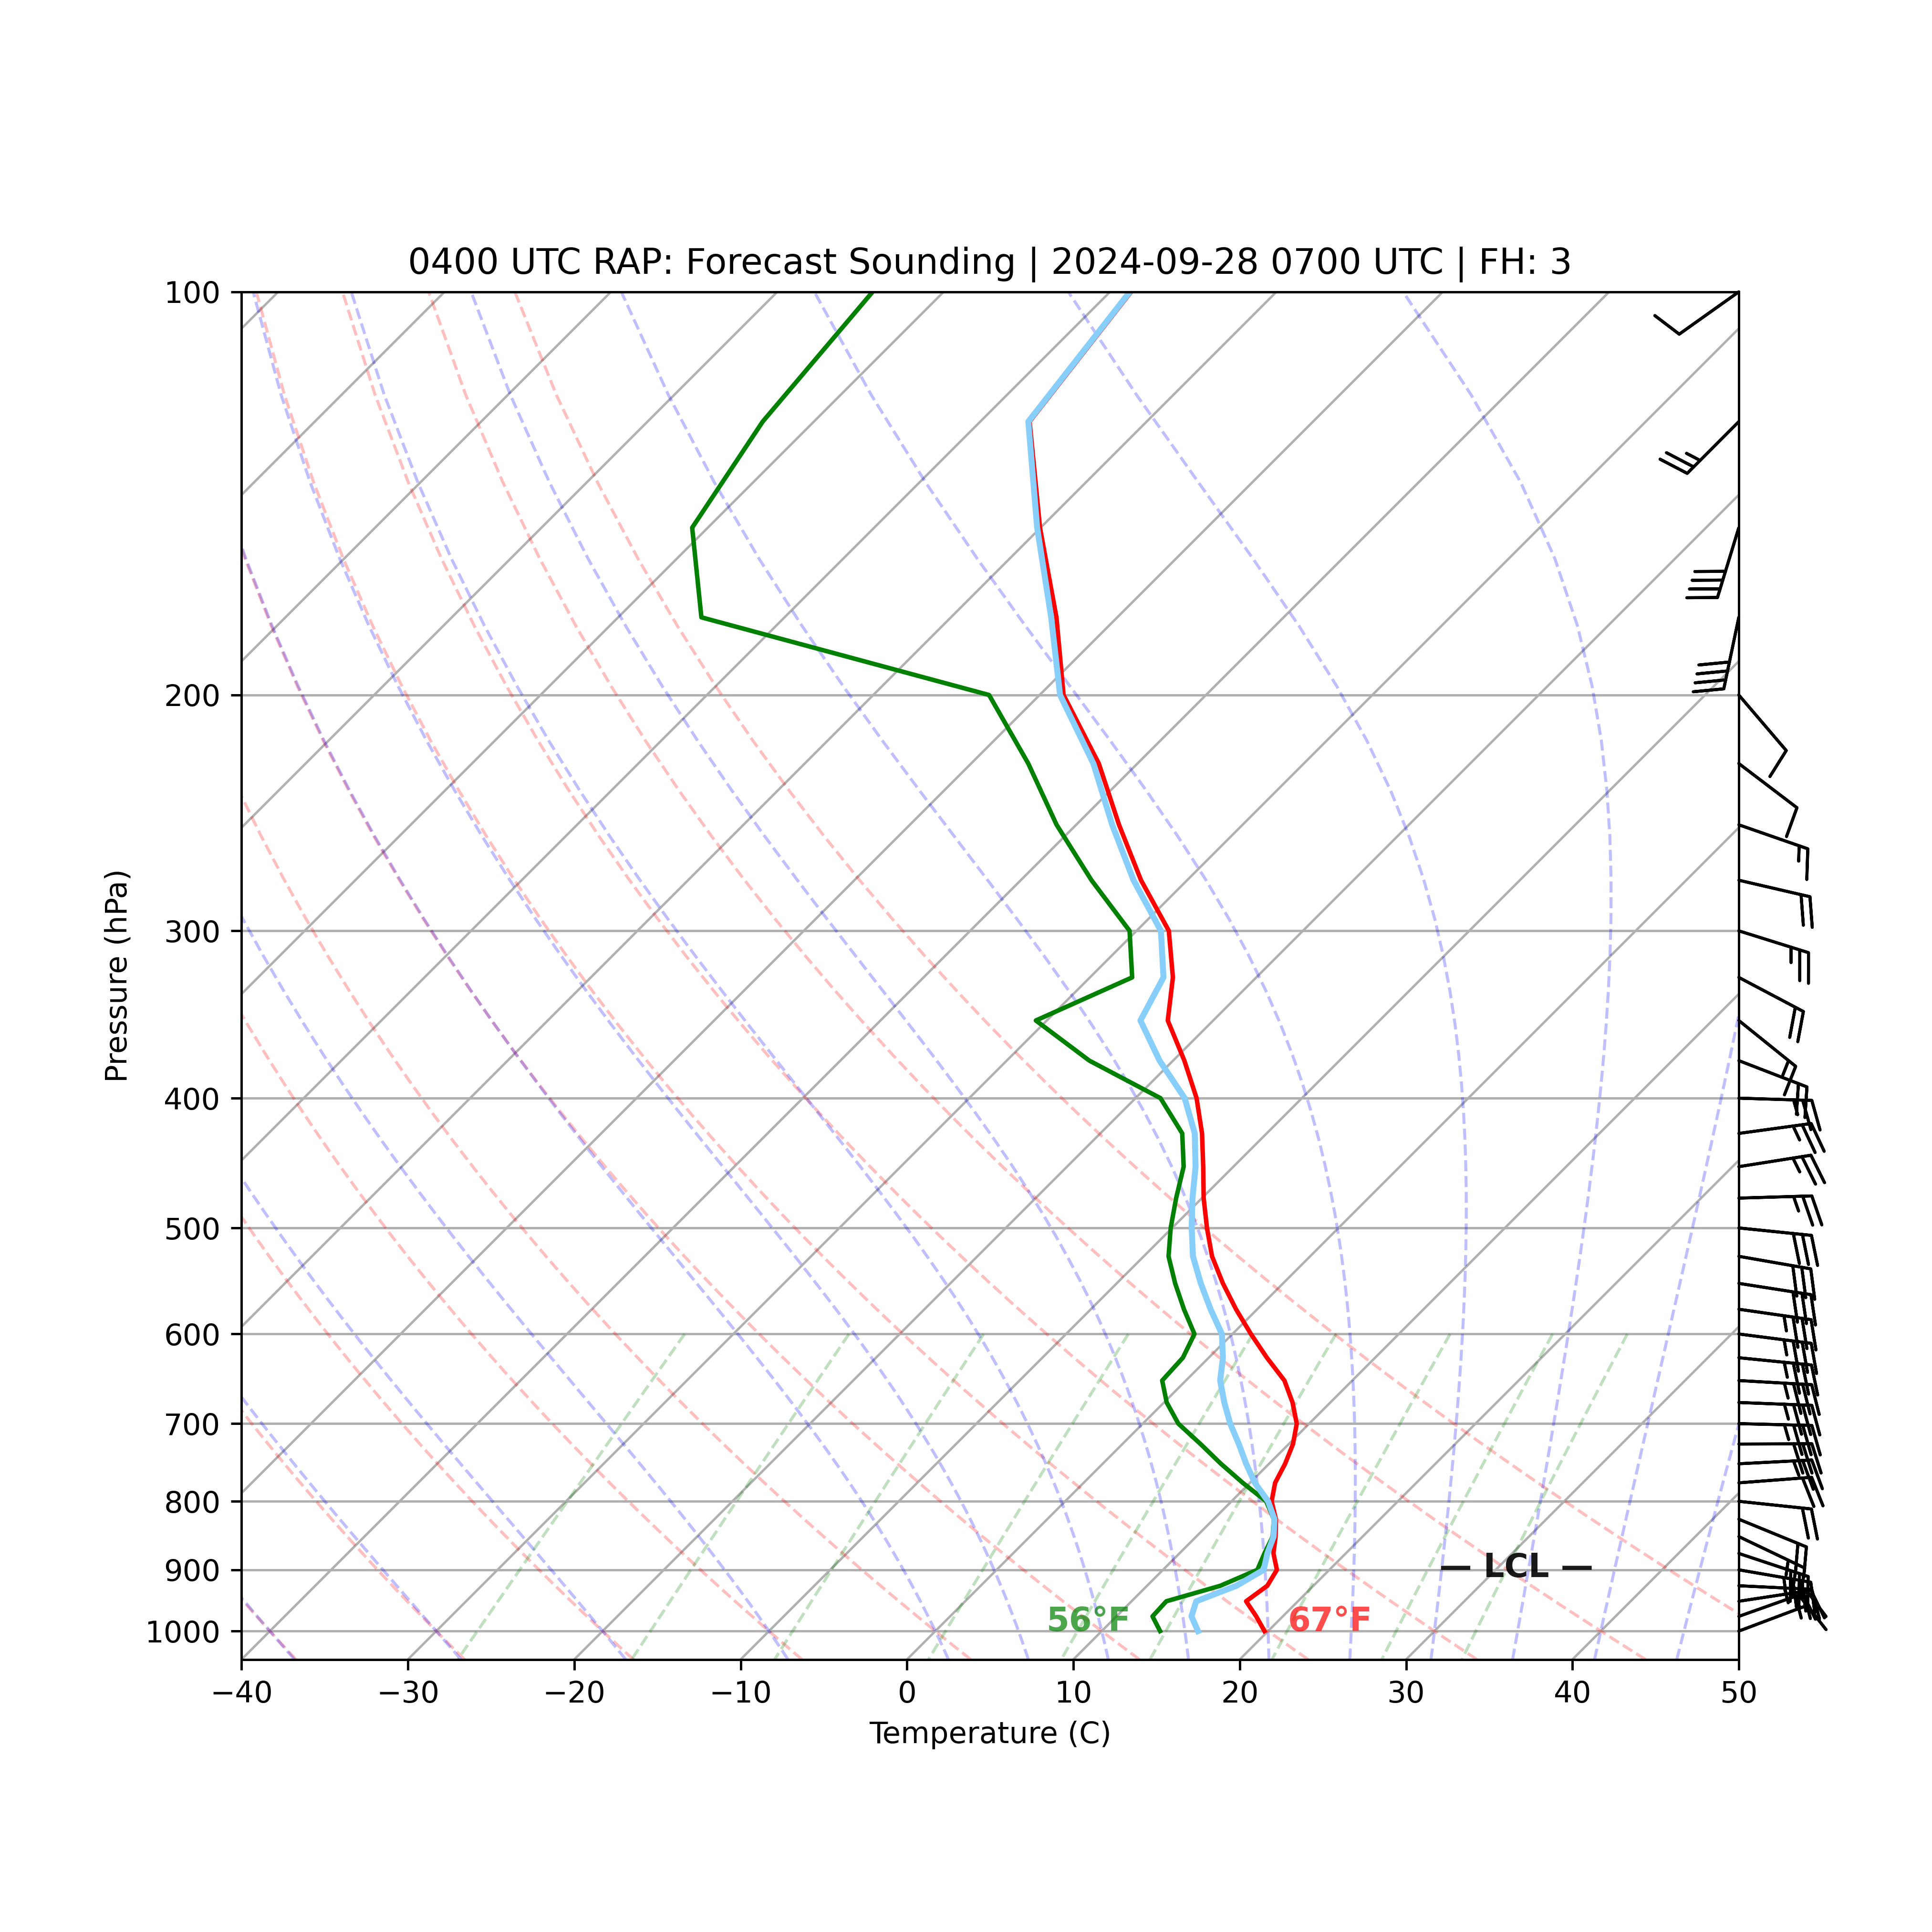 0400 UTC RAP: Forecast Sounding | 2024-09-28 0700 UTC | FH: 3
100
200
300
400
500
600
700
800
900
1000
Pressure (hPa)
— LCL —
56°F
67°F
−40 −30 −20 −10 0 10 20 30 40 50
Temperature (C)